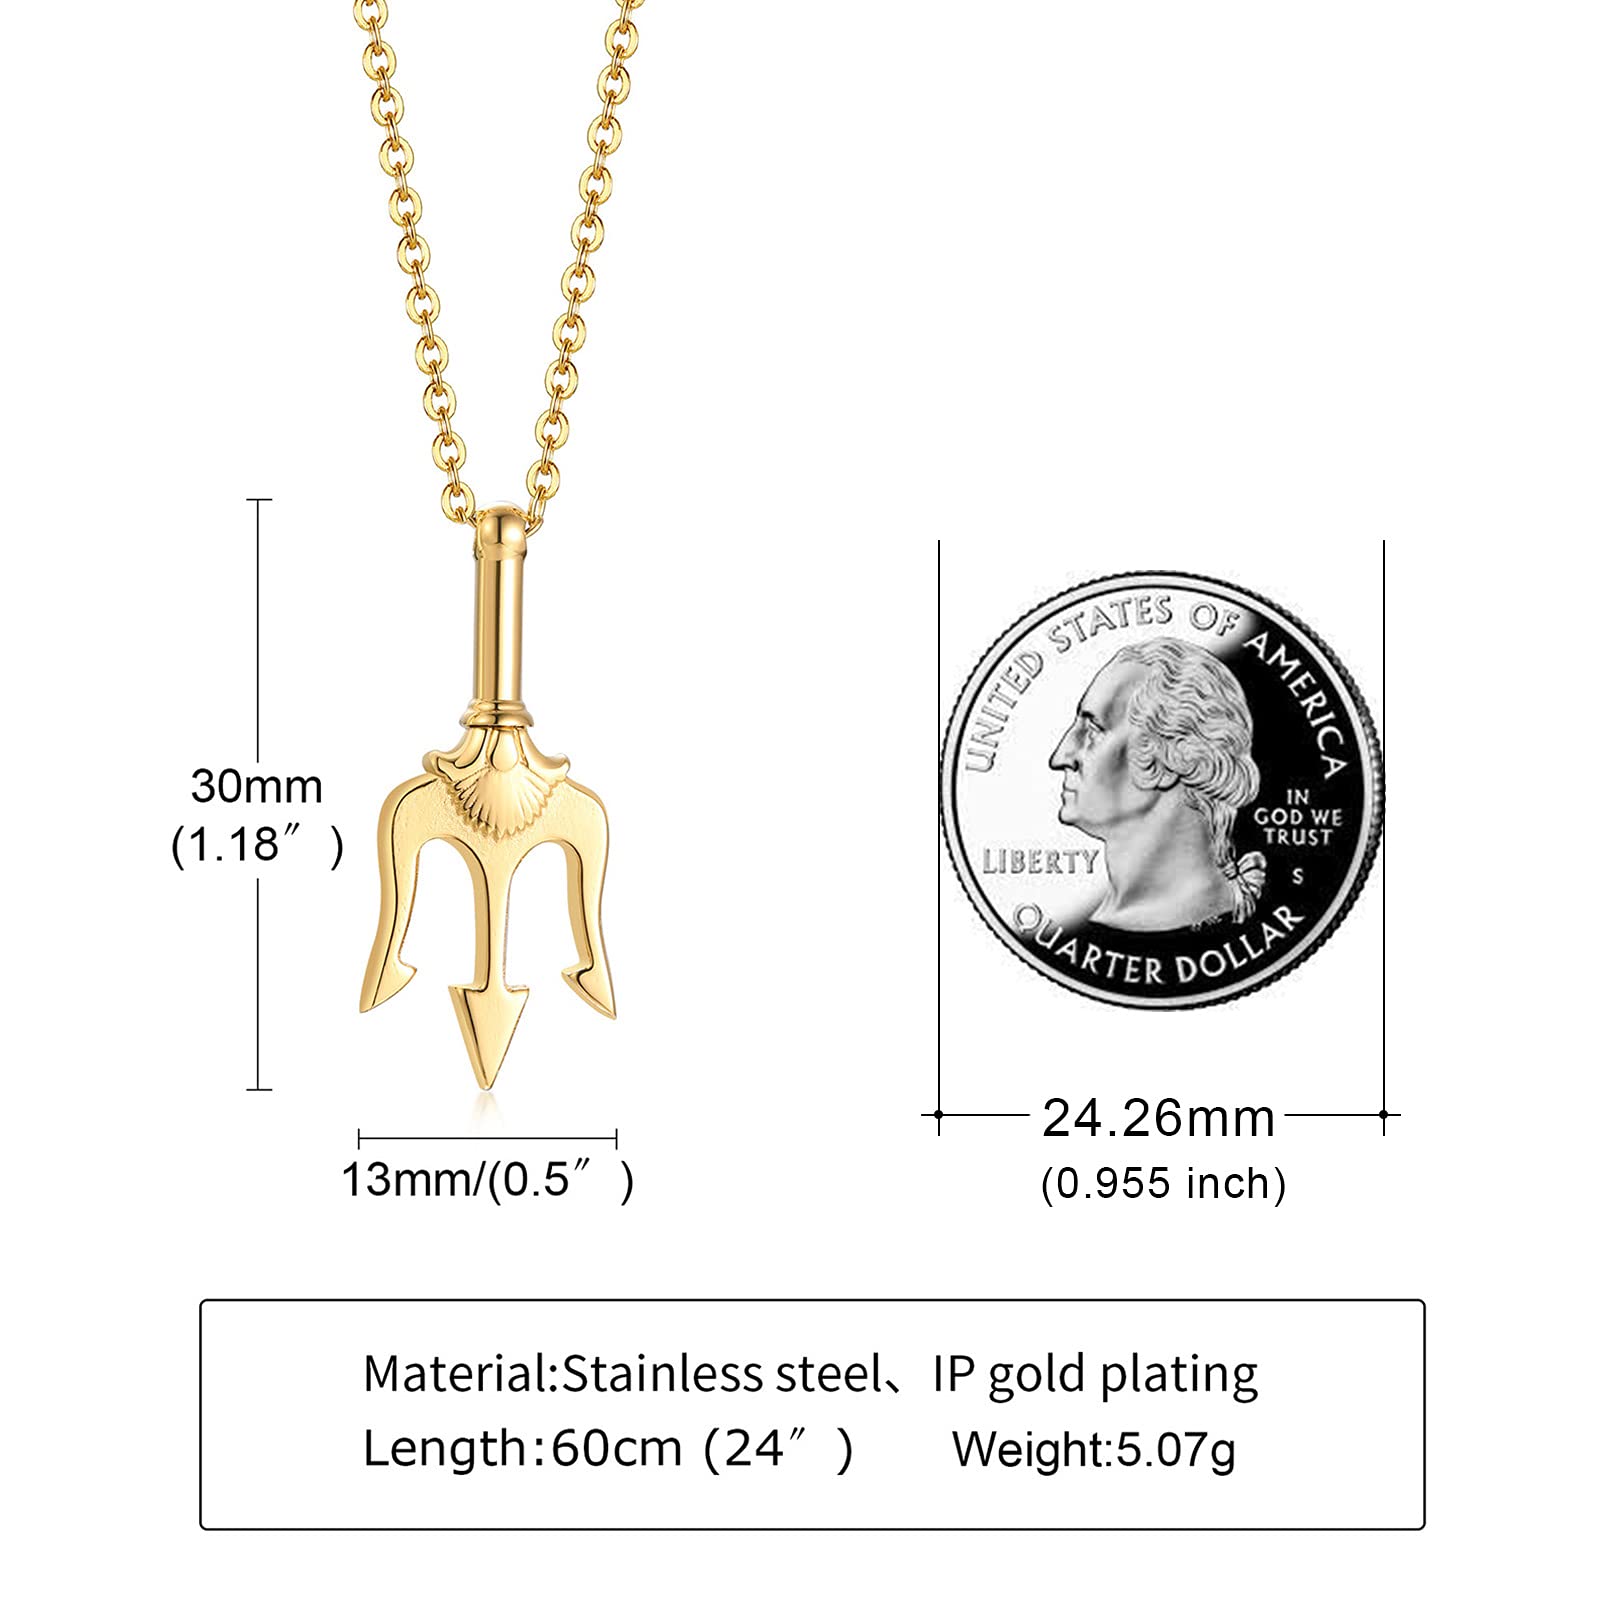 30mm
(1.18″ )
13mm/(0.5″ )
UNITED STATES OF AMERICA
IN
GOD WE
TRUST
LIBERTY
S
QUARTER DOLLAR
24.26mm
(0.955 inch)
Material:Stainless steel、IP gold plating
Length:60cm (24″ ) Weight:5.07g